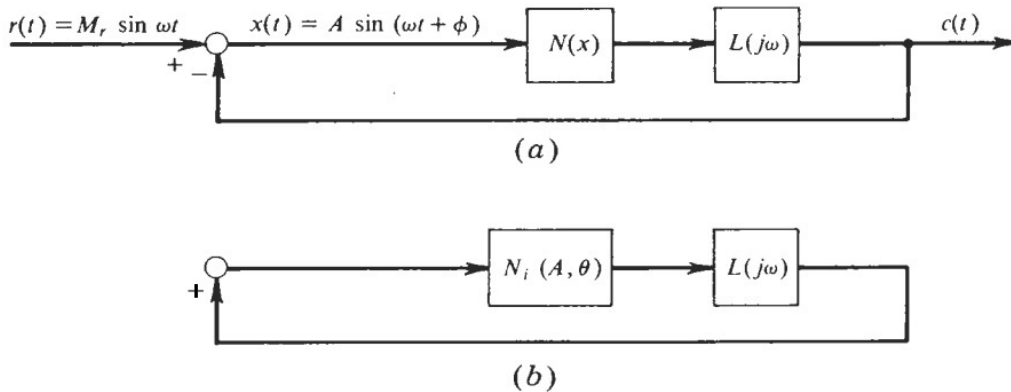 r(t) = M_r sin ωt
x(t) = A sin (ωt + ϕ)
N(x)
L(jω)
c(t)
+
−
(a)
N_i (A, θ)
L(jω)
+
(b)